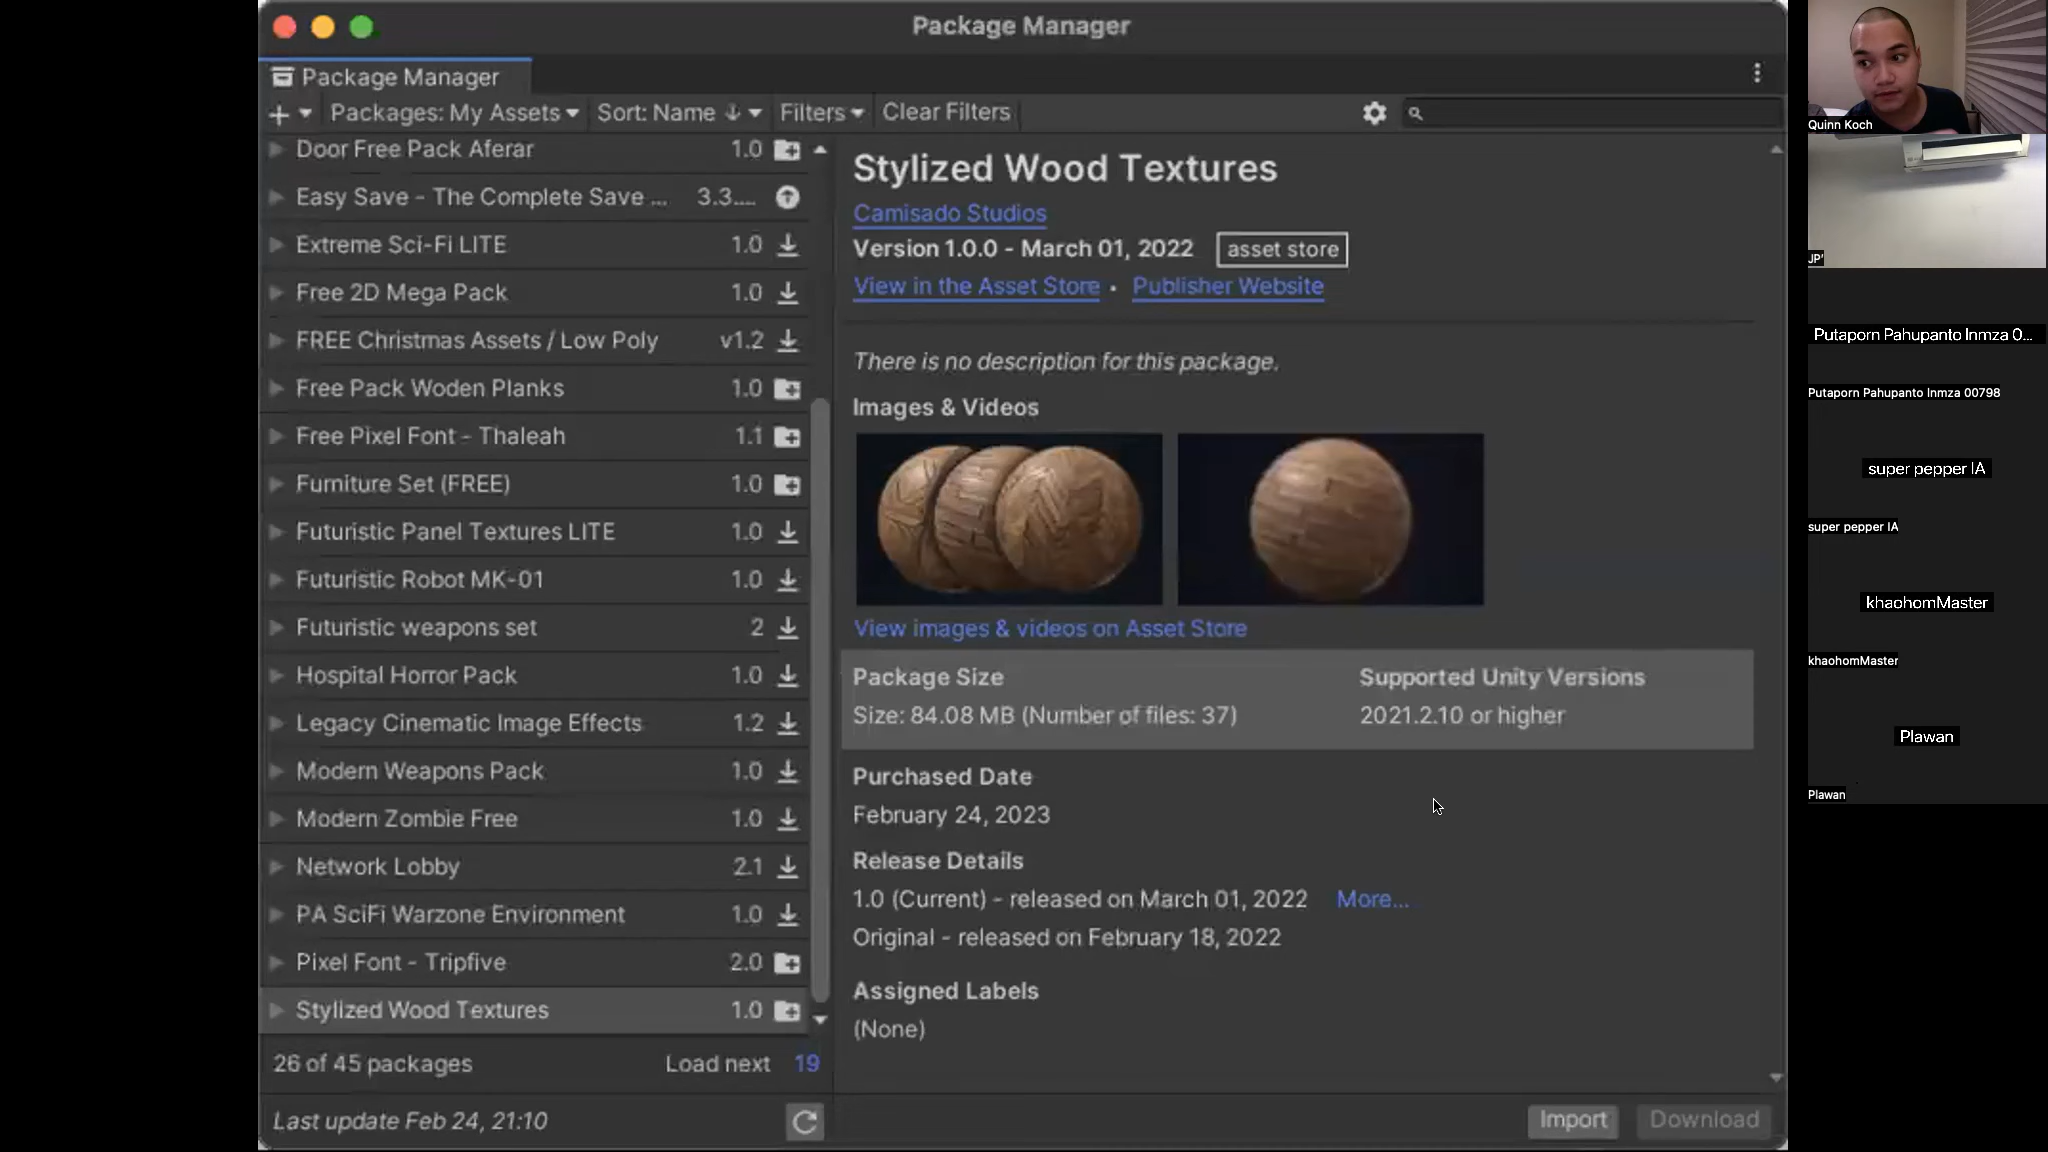 Package Manager
Package Manager
Packages: My Assets
Sort: Name
Filters
Clear Filters
Door Free Pack Aferar 1.0
Easy Save - The Complete Save ... 3.3....
Extreme Sci-Fi LITE 1.0
Free 2D Mega Pack 1.0
FREE Christmas Assets / Low Poly v1.2
Free Pack Woden Planks 1.0
Free Pixel Font - Thaleah 1.1
Furniture Set (FREE) 1.0
Futuristic Panel Textures LITE 1.0
Futuristic Robot MK-01 1.0
Futuristic weapons set 2
Hospital Horror Pack 1.0
Legacy Cinematic Image Effects 1.2
Modern Weapons Pack 1.0
Modern Zombie Free 1.0
Network Lobby 2.1
PA SciFi Warzone Environment 1.0
Pixel Font - Tripfive 2.0
Stylized Wood Textures 1.0
26 of 45 packages Load next 19
Last update Feb 24, 21:10
Stylized Wood Textures
Camisado Studios
Version 1.0.0 - March 01, 2022 asset store
View in the Asset Store • Publisher Website
There is no description for this package.
Images & Videos
View images & videos on Asset Store
Package Size Supported Unity Versions
Size: 84.08 MB (Number of files: 37) 2021.2.10 or higher
Purchased Date
February 24, 2023
Release Details
1.0 (Current) - released on March 01, 2022 More...
Original - released on February 18, 2022
Assigned Labels
(None)
Import Download
Quinn Koch
JP'
Putaporn Pahupanto Inmza 0...
Putaporn Pahupanto Inmza 00798
super pepper IA
super pepper IA
khaohomMaster
khaohomMaster
Plawan
Plawan